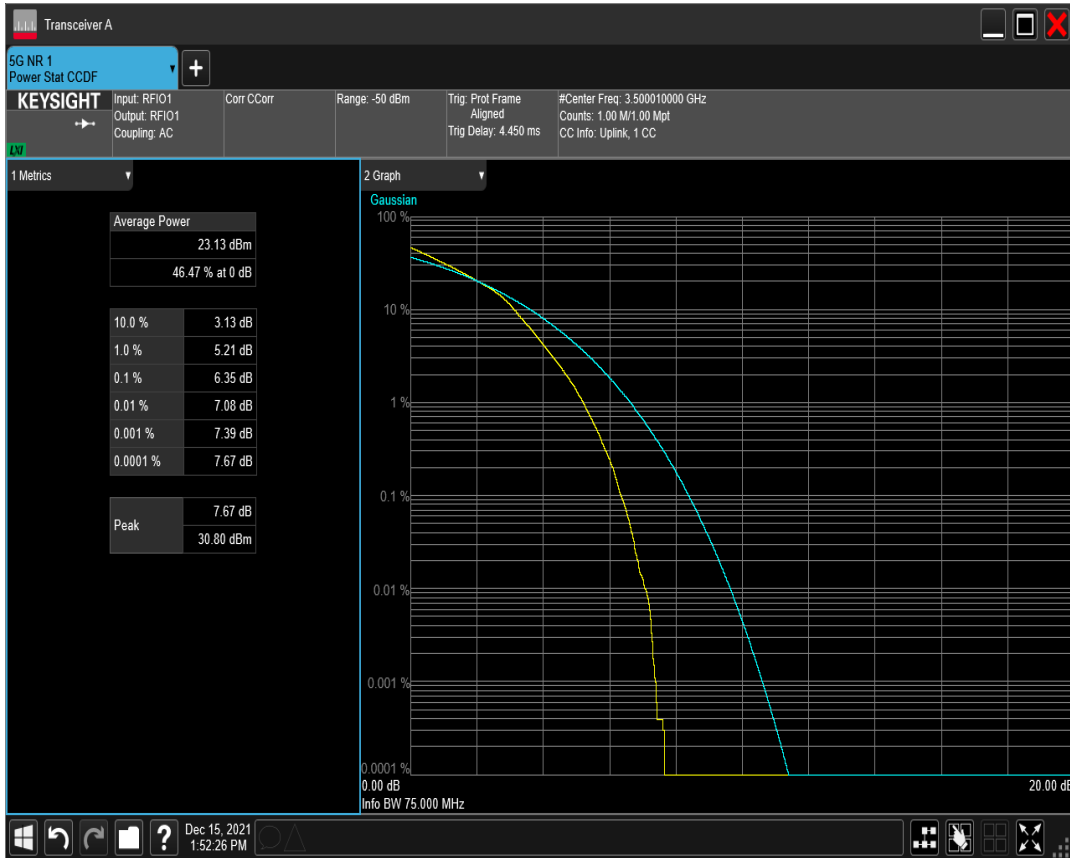 Transceiver A
5G NR 1
Power Stat CCDF
KEYSIGHT
LXI
Input: RFIO1
Output: RFIO1
Coupling: AC
Corr CCorr
Range: -50 dBm
Trig: Prot Frame
Aligned
Trig Delay: 4.450 ms
#Center Freq: 3.500010000 GHz
Counts: 1.00 M/1.00 Mpt
CC Info: Uplink, 1 CC
1 Metrics
Average Power
23.13 dBm
46.47 % at 0 dB
10.0 % 3.13 dB
1.0 % 5.21 dB
0.1 % 6.35 dB
0.01 % 7.08 dB
0.001 % 7.39 dB
0.0001 % 7.67 dB
Peak
7.67 dB
30.80 dBm
2 Graph
Gaussian
100 %
10 %
1 %
0.1 %
0.01 %
0.001 %
0.0001 %
0.00 dB
20.00 dB
Info BW 75.000 MHz
?
Dec 15, 2021
1:52:26 PM